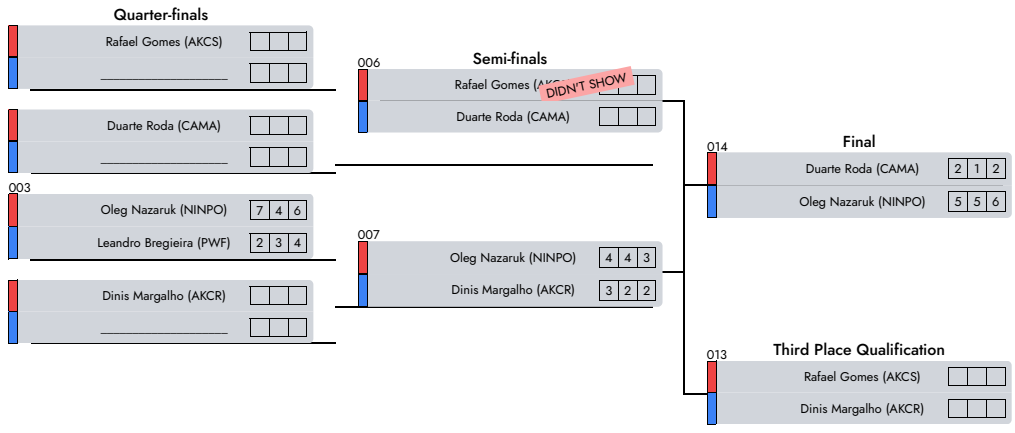 Quarter-finals
Rafael Gomes (AKCS)
Duarte Roda (CAMA)
003
Oleg Nazaruk (NINPO) 7 4 6
Leandro Bregieira (PWF) 2 3 4
Dinis Margalho (AKCR)
Semi-finals
006
Rafael Gomes
DIDN'T SHOW
Duarte Roda (CAMA)
007
Oleg Nazaruk (NINPO) 4 4 3
Dinis Margalho (AKCR) 3 2 2
Final
014
Duarte Roda (CAMA) 2 1 2
Oleg Nazaruk (NINPO) 5 5 6
Third Place Qualification
013
Rafael Gomes (AKCS)
Dinis Margalho (AKCR)